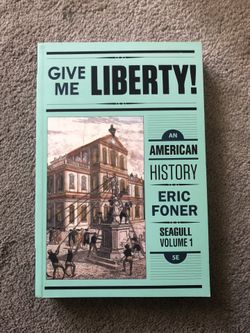 GIVE
ME
LIBERTY!
AN
AMERICAN
HISTORY
ERIC
FONER
SEAGULL
VOLUME 1
5E